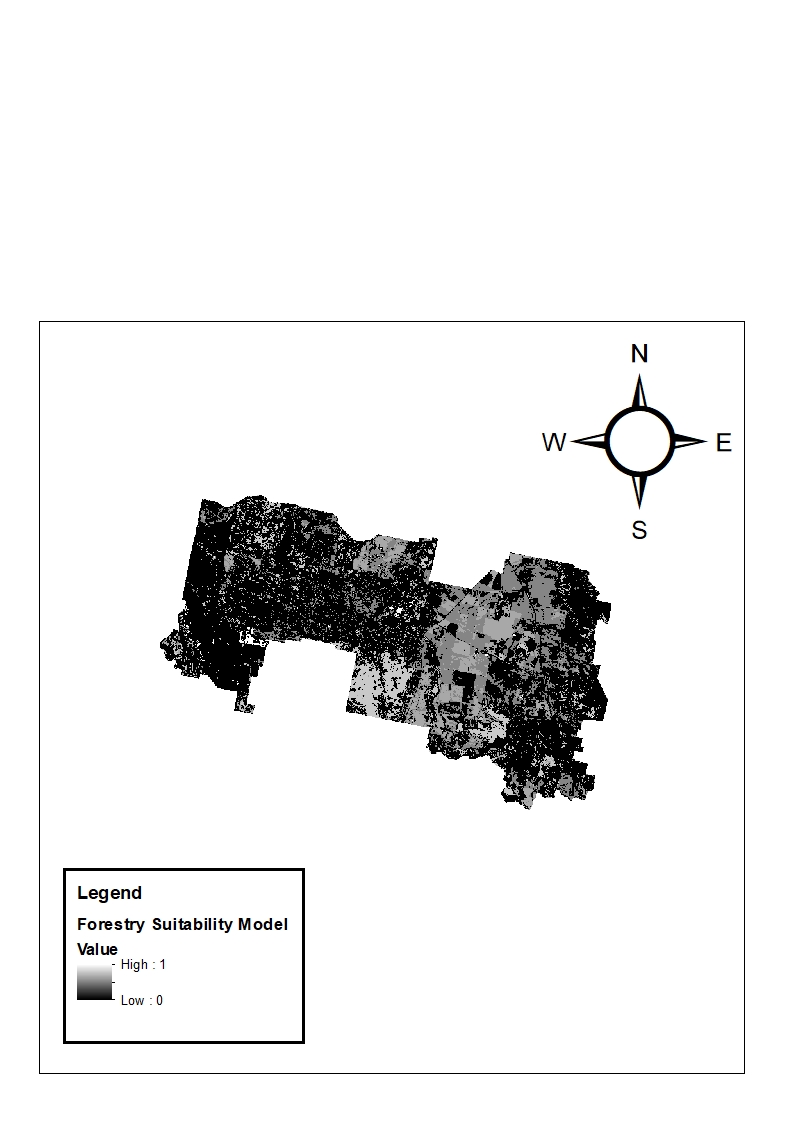 N
W E
S
Legend
Forestry Suitability Model
Value
High : 1
Low : 0